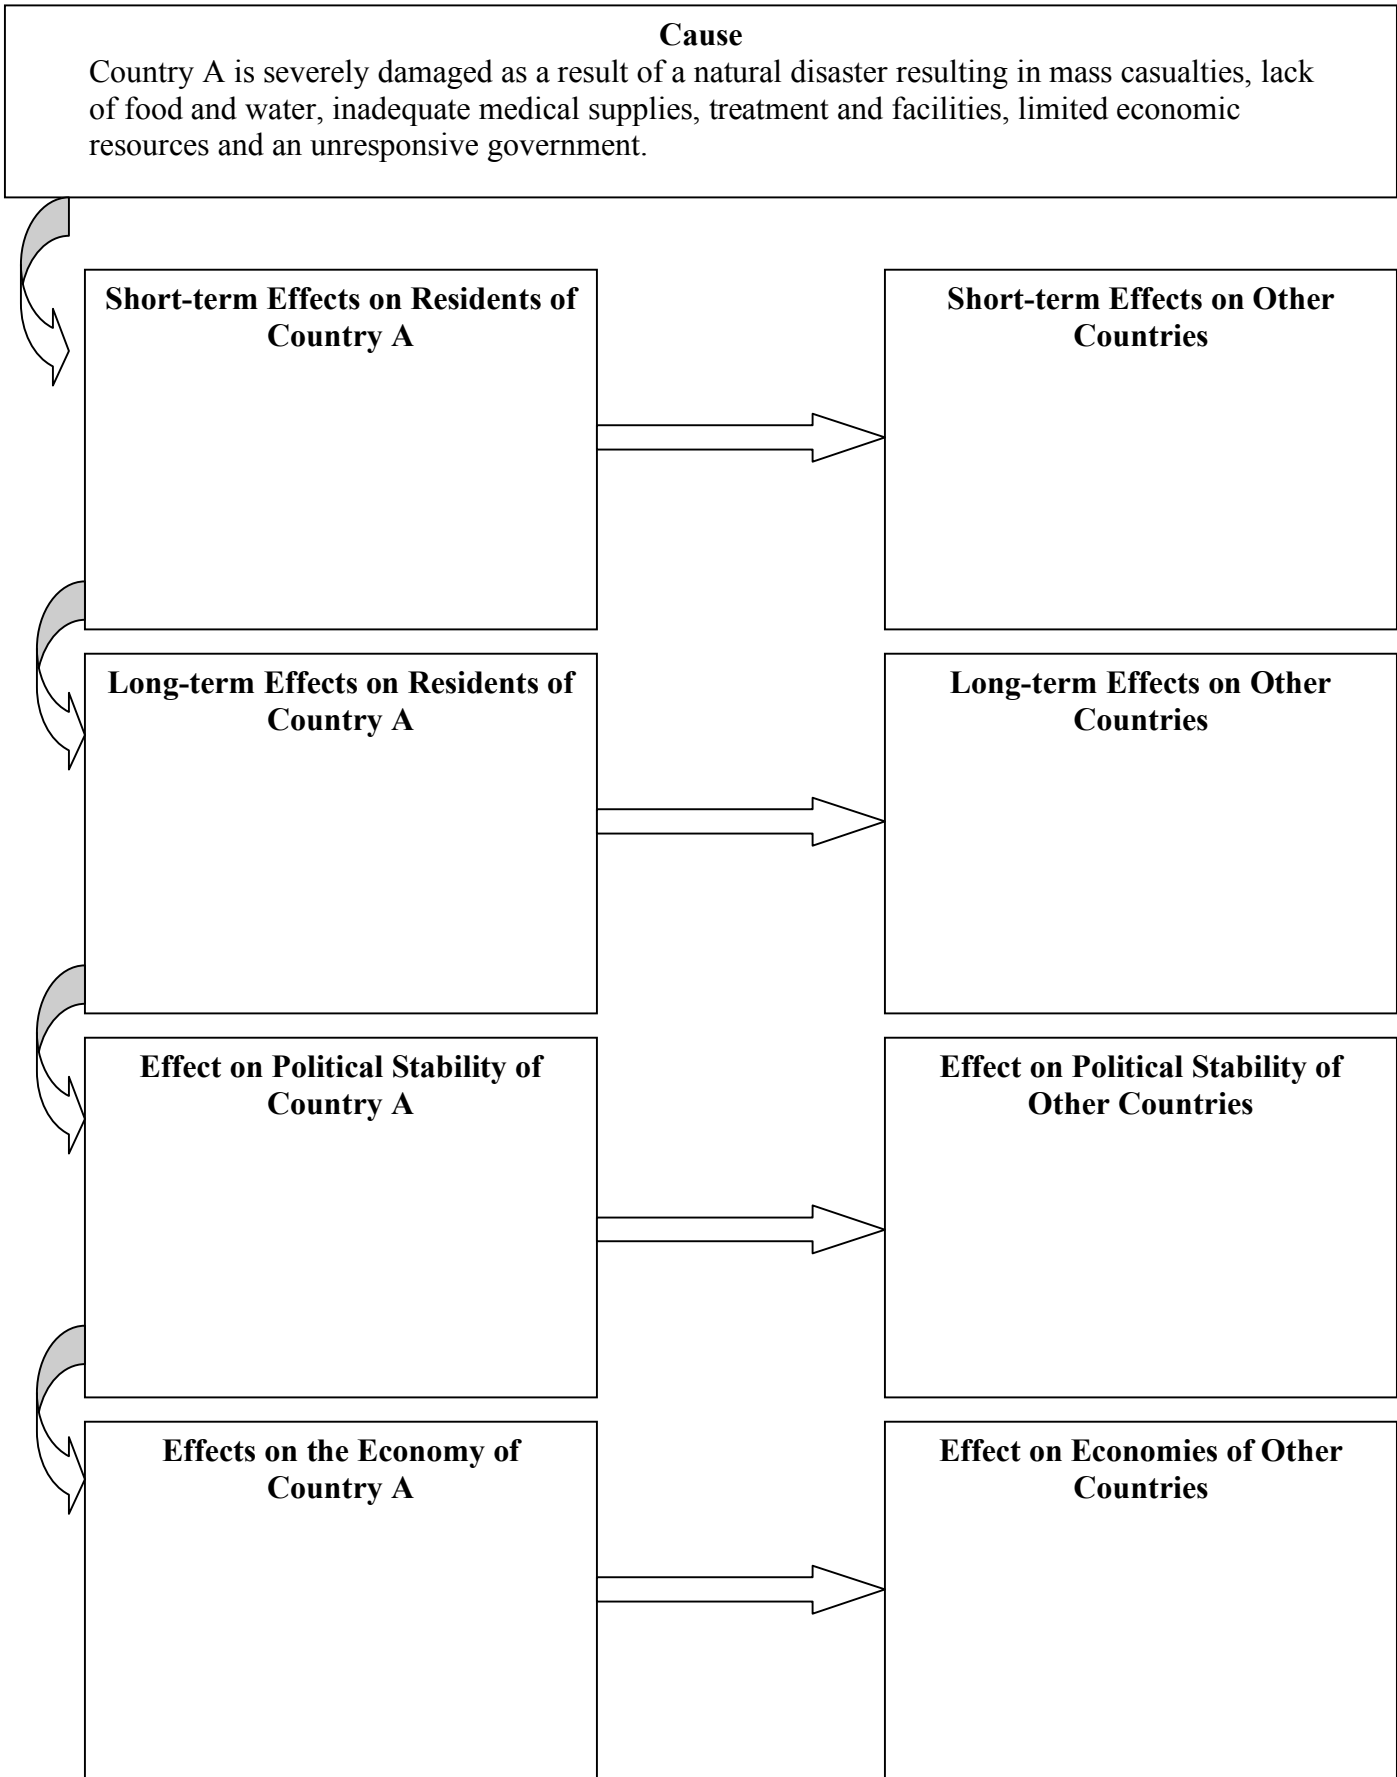 Cause
Country A is severely damaged as a result of a natural disaster resulting in mass casualties, lack
of food and water, inadequate medical supplies, treatment and facilities, limited economic
resources and an unresponsive government.
Short-term Effects on Residents of
Country A
Short-term Effects on Other
Countries
Long-term Effects on Residents of
Country A
Long-term Effects on Other
Countries
Effect on Political Stability of
Country A
Effect on Political Stability of
Other Countries
Effects on the Economy of
Country A
Effect on Economies of Other
Countries